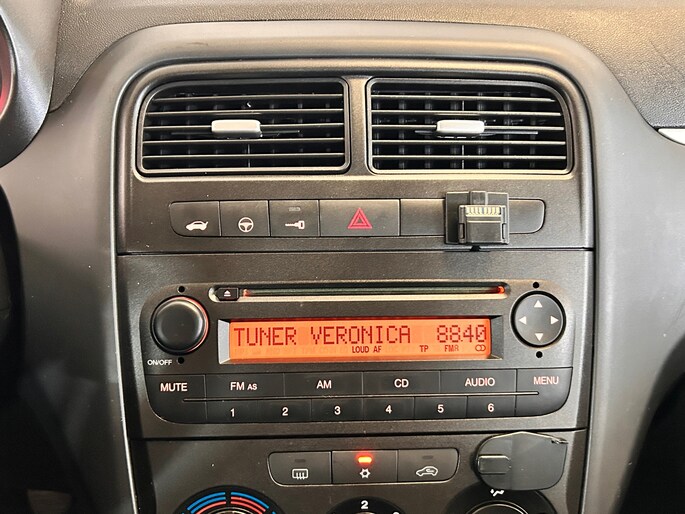 TUNER VERONICA 8840
LOUD AF TP FMR
ON/OFF
MUTE FM AS AM CD AUDIO MENU
1 2 3 4 5 6
2